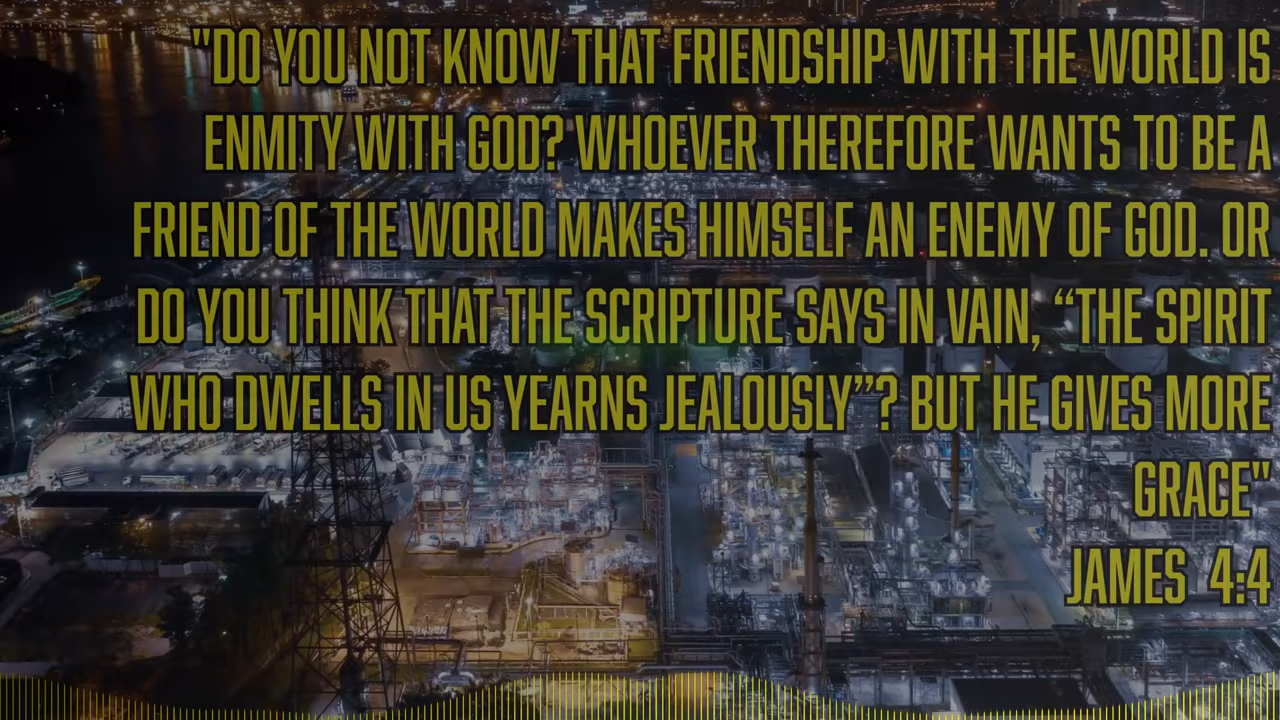 "DO YOU NOT KNOW THAT FRIENDSHIP WITH THE WORLD IS
ENMITY WITH GOD? WHOEVER THEREFORE WANTS TO BE A
FRIEND OF THE WORLD MAKES HIMSELF AN ENEMY OF GOD. OR
DO YOU THINK THAT THE SCRIPTURE SAYS IN VAIN, “THE SPIRIT
WHO DWELLS IN US YEARNS JEALOUSLY”? BUT HE GIVES MORE
GRACE"
JAMES 4:4